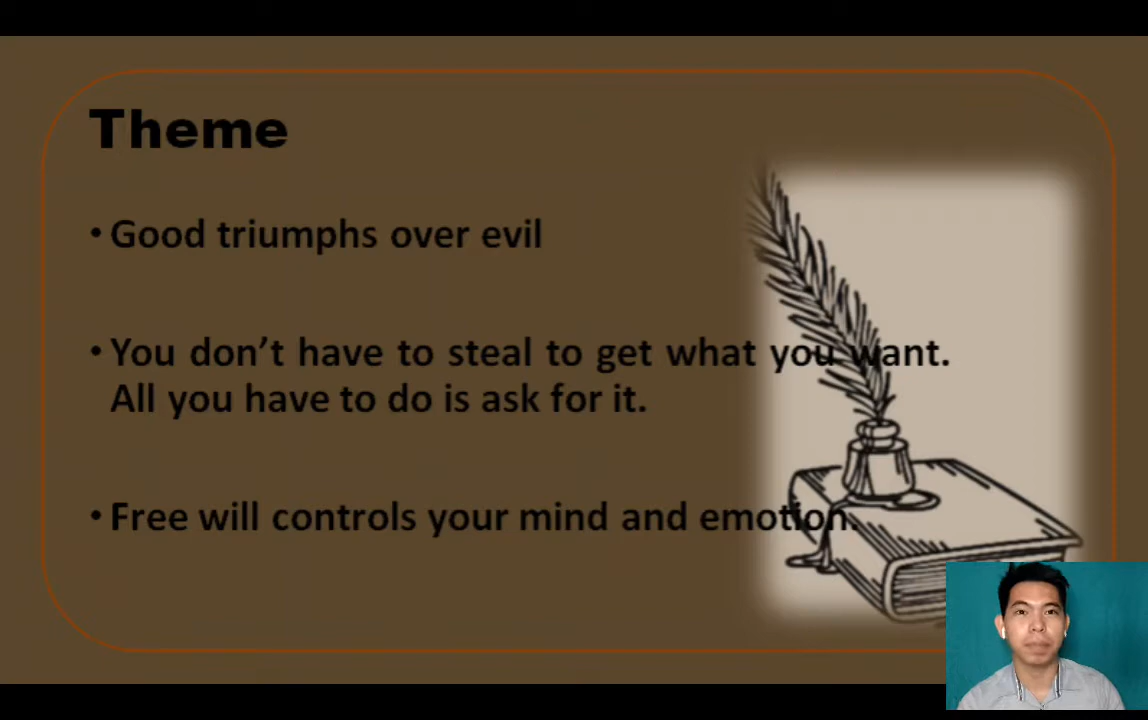 Theme
• Good triumphs over evil
• You don’t have to steal to get what you want.
All you have to do is ask for it.
• Free will controls your mind and emotion.